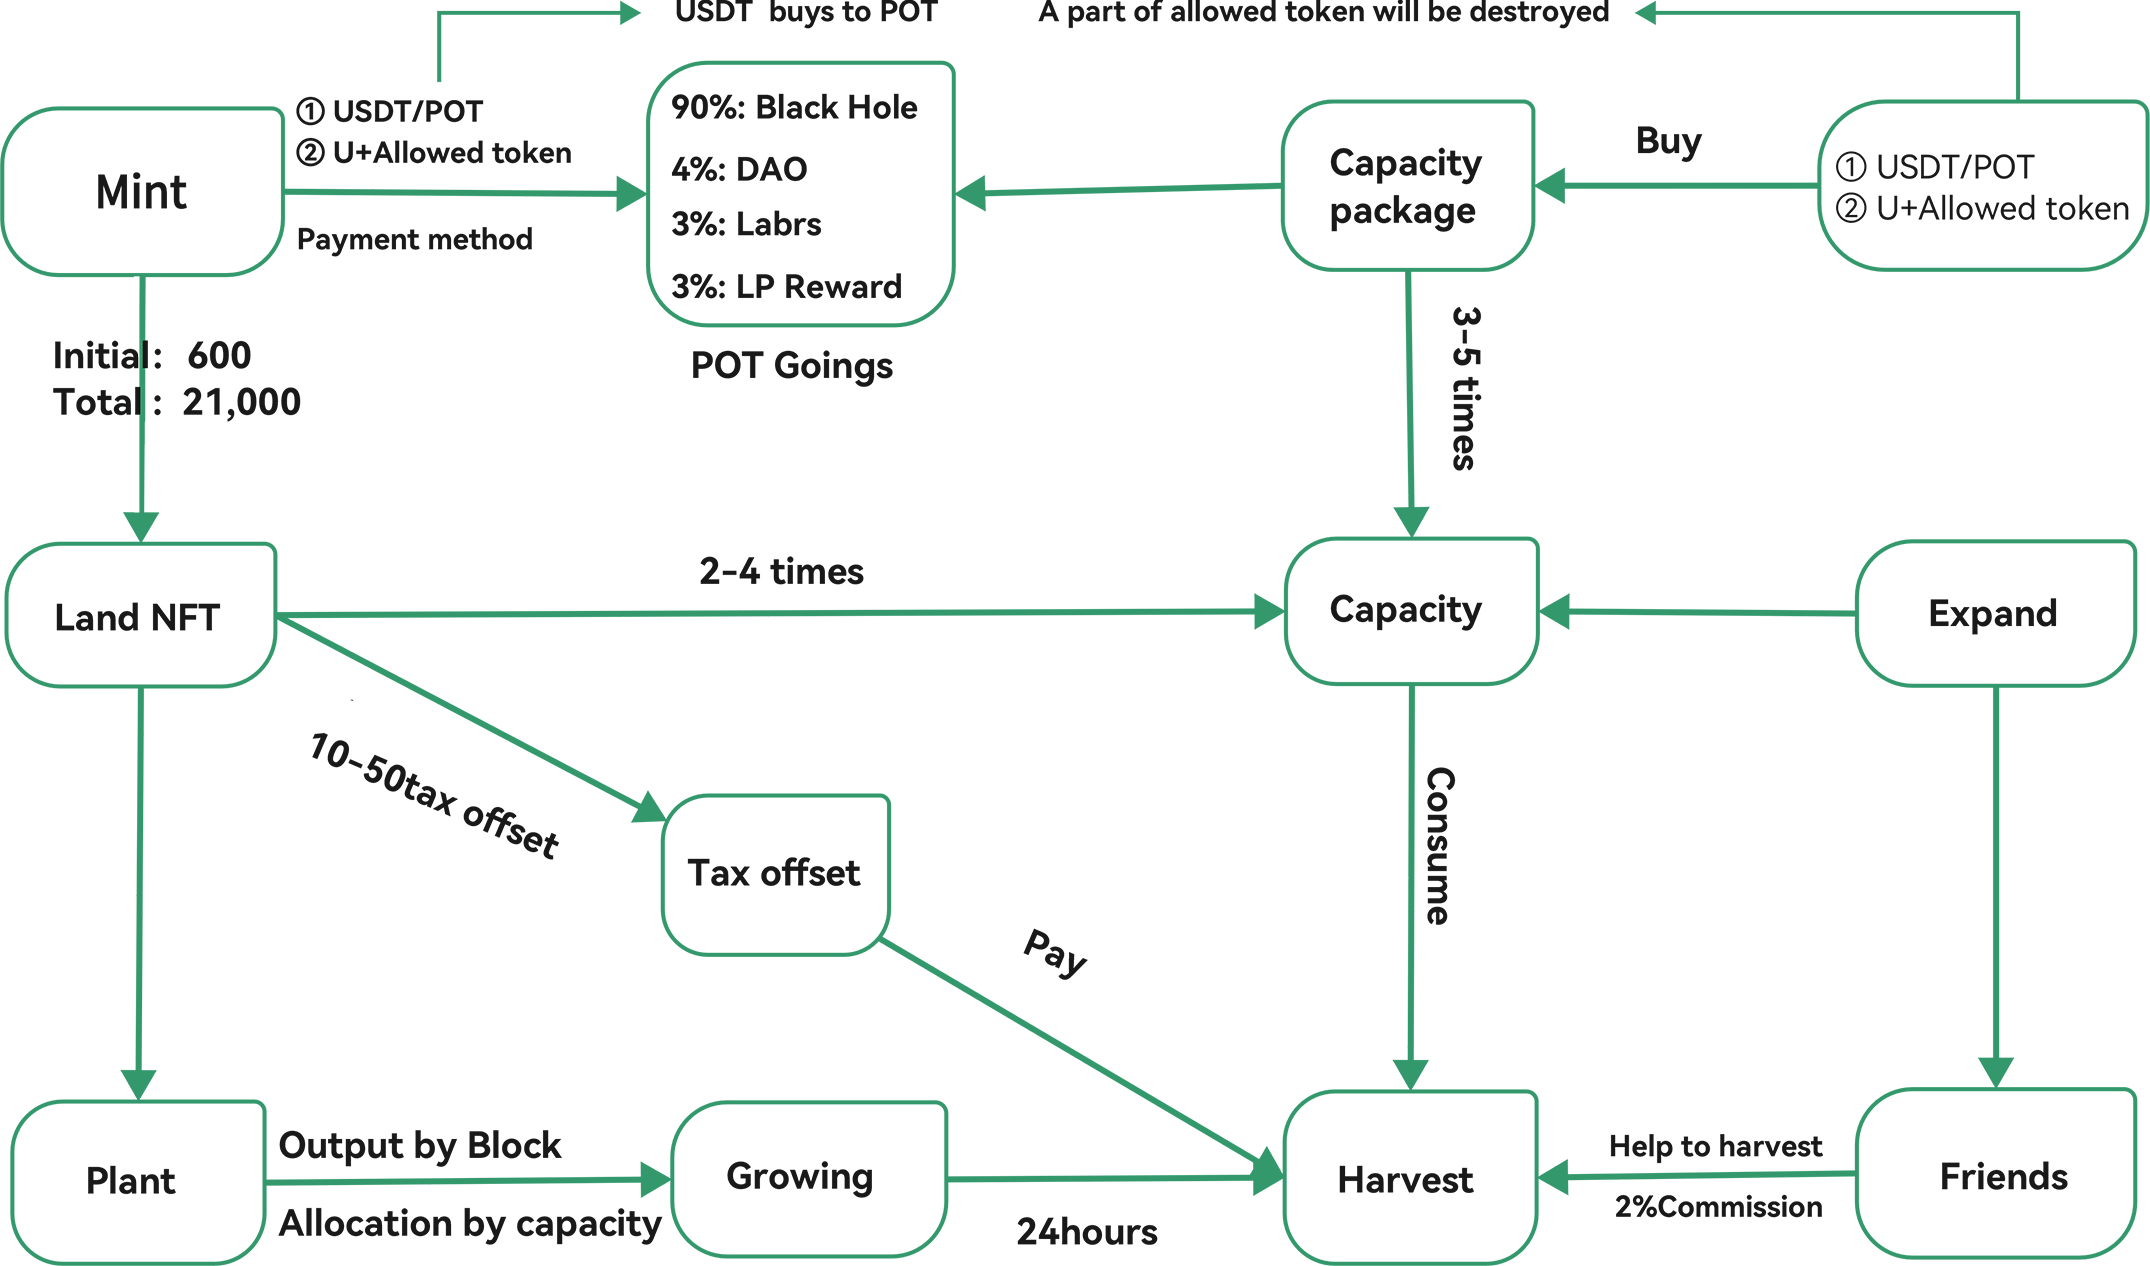 USDT buys to POT
A part of allowed token will be destroyed
Mint
① USDT/POT
② U+Allowed token
Payment method
90%: Black Hole
4%: DAO
3%: Labrs
3%: LP Reward
POT Goings
Capacity
package
Buy
① USDT/POT
② U+Allowed token
Initial: 600
Total: 21,000
3-5 times
Land NFT
2-4 times
Capacity
Expand
10-50tax offset
Tax offset
Consume
Pay
Plant
Output by Block
Allocation by capacity
Growing
24hours
Harvest
Help to harvest
2%Commission
Friends